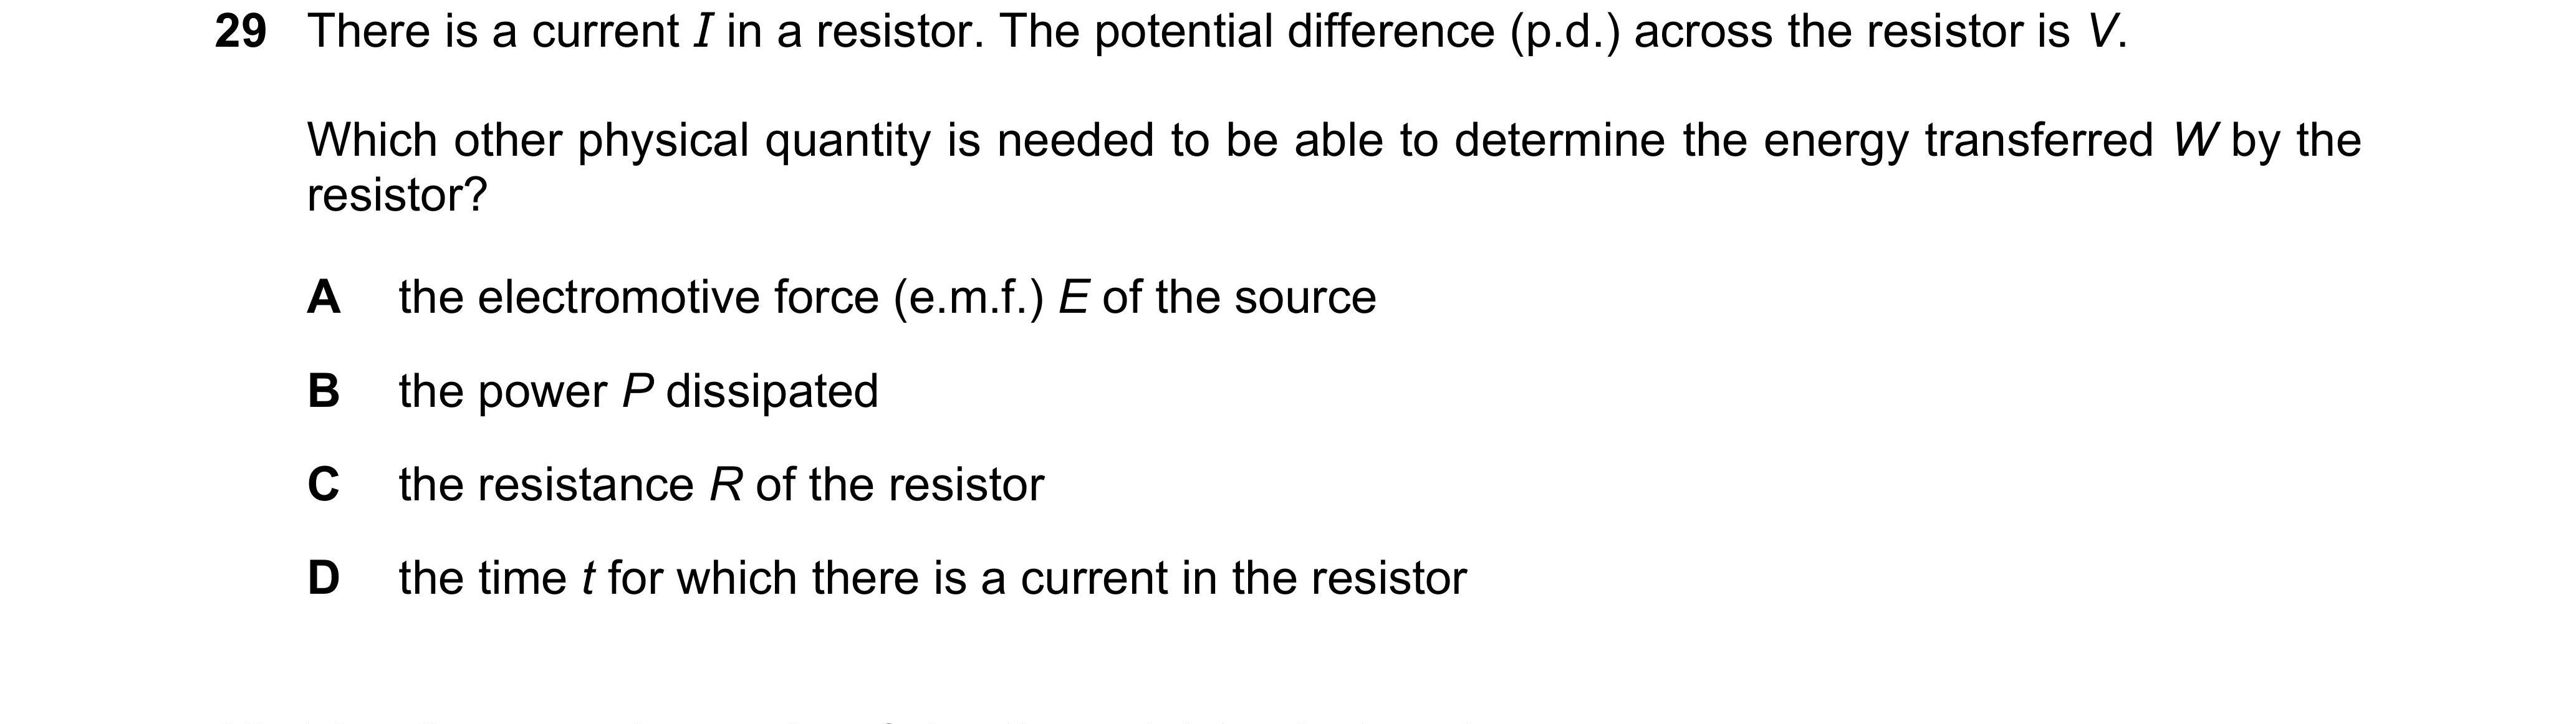 29 There is a current I in a resistor. The potential difference (p.d.) across the resistor is V.
Which other physical quantity is needed to be able to determine the energy transferred W by the
resistor?
A the electromotive force (e.m.f.) E of the source
B the power P dissipated
C the resistance R of the resistor
D the time t for which there is a current in the resistor